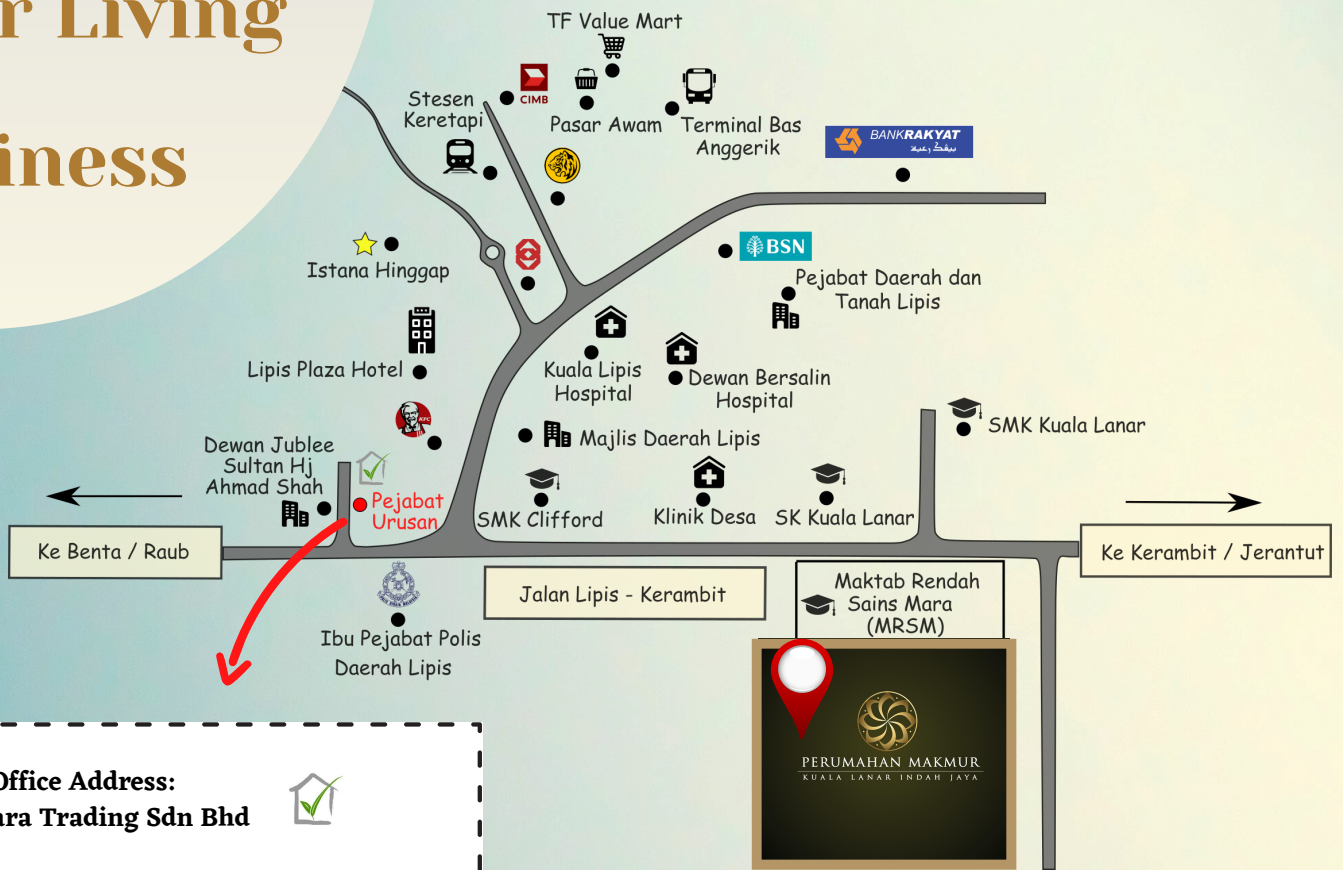 r Living
iness
TF Value Mart
CIMB
Stesen
Keretapi
Pasar Awam
Terminal Bas
Anggerik
BANKRAKYAT
بيڠک رعية
Istana Hinggap
BSN
Pejabat Daerah dan
Tanah Lipis
Lipis Plaza Hotel
Kuala Lipis
Hospital
Dewan Bersalin
Hospital
KFC
Majlis Daerah Lipis
SMK Kuala Lanar
Dewan Jublee
Sultan Hj
Ahmad Shah
Pejabat
Urusan
SMK Clifford
Klinik Desa
SK Kuala Lanar
Ke Benta / Raub
Ke Kerambit / Jerantut
Jalan Lipis - Kerambit
Maktab Rendah
Sains Mara
(MRSM)
Ibu Pejabat Polis
Daerah Lipis
PERUMAHAN MAKMUR
KUALA LANAR INDAH JAYA
Office Address:
ara Trading Sdn Bhd